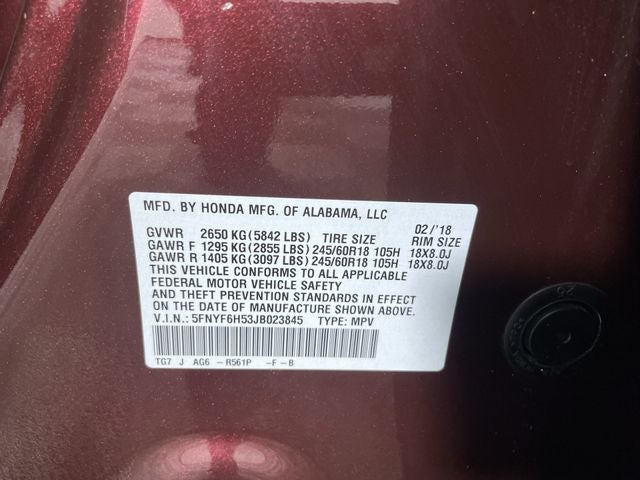 MFD. BY HONDA MFG. OF ALABAMA, LLC 02/'18
GVWR 2650 KG (5842 LBS) TIRE SIZE RIM SIZE
GAWR F 1295 KG (2855 LBS) 245/60R18 105H 18X8.0J
GAWR R 1405 KG (3097 LBS) 245/60R18 105H 18X8.0J
THIS VEHICLE CONFORMS TO ALL APPLICABLE
FEDERAL MOTOR VEHICLE SAFETY
AND THEFT PREVENTION STANDARDS IN EFFECT
ON THE DATE OF MANUFACTURE SHOWN ABOVE.
V.I.N.: 5FNYF6H53JB023845 TYPE: MPV
TG7 J AG6 -R561P -F-B